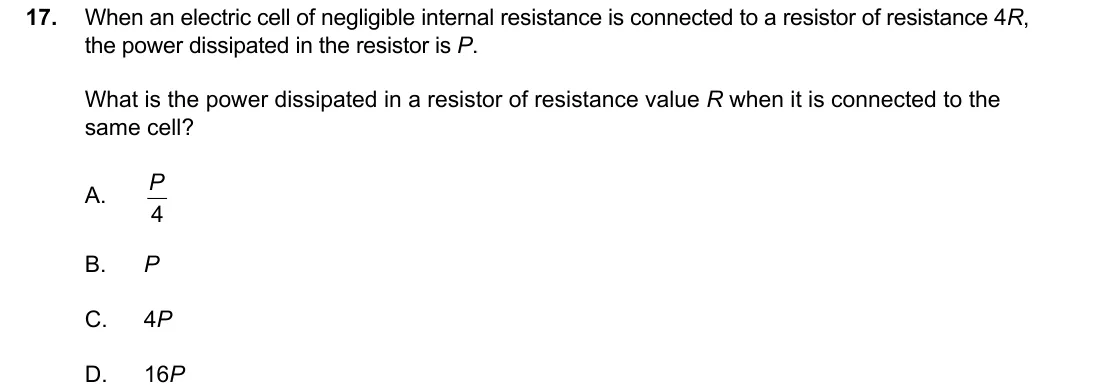 17. When an electric cell of negligible internal resistance is connected to a resistor of resistance 4R,
the power dissipated in the resistor is P.
What is the power dissipated in a resistor of resistance value R when it is connected to the
same cell?
A. P/4
B. P
C. 4P
D. 16P